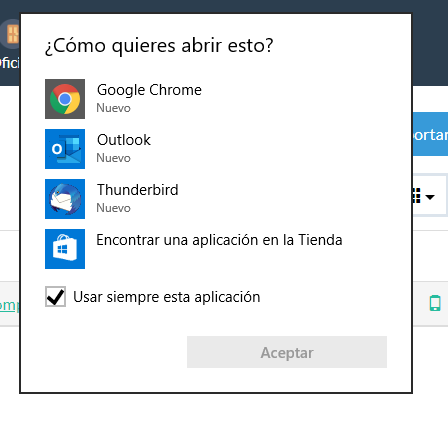 ¿Cómo quieres abrir esto?
Google Chrome
Nuevo
Outlook
Nuevo
Thunderbird
Nuevo
Encontrar una aplicación en la Tienda
Usar siempre esta aplicación
Aceptar